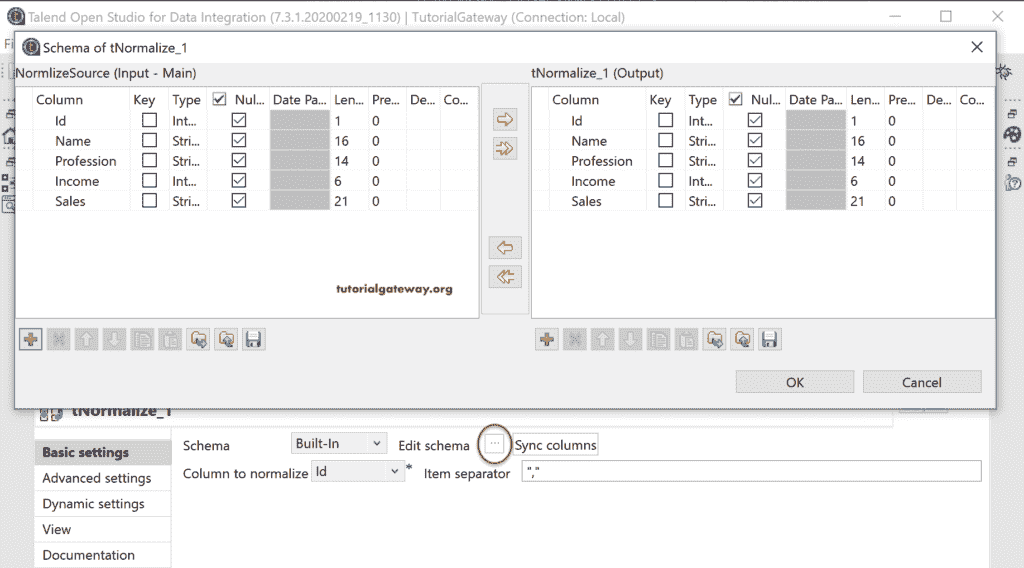 Talend Open Studio for Data Integration (7.3.1.20200219_1130) | TutorialGateway (Connection: Local)
Fi
Schema of tNormalize_1
NormlizeSource (Input - Main) tNormalize_1 (Output)
Column Key Type Nul... Date Pa... Len... Pre... De... Co... Column Key Type Nul... Date Pa... Len... Pre... De... Co...
Id Int... 1 0 Id Int... 1 0
Name Stri... 16 0 Name Stri... 16 0
Profession Stri... 14 0 Profession Stri... 14 0
Income Int... 6 0 Income Int... 6 0
Sales Stri... 21 0 Sales Stri... 21 0
tutorialgateway.org
OK Cancel
tNormalize_1
Basic settings
Advanced settings
Dynamic settings
View
Documentation
Schema Built-In Edit schema ... Sync columns
Column to normalize Id * Item separator ","